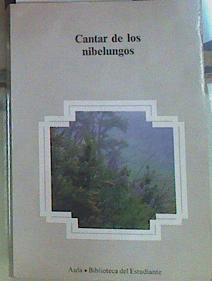 Cantar de los
nibelungos
Aula • Biblioteca del Estudiante